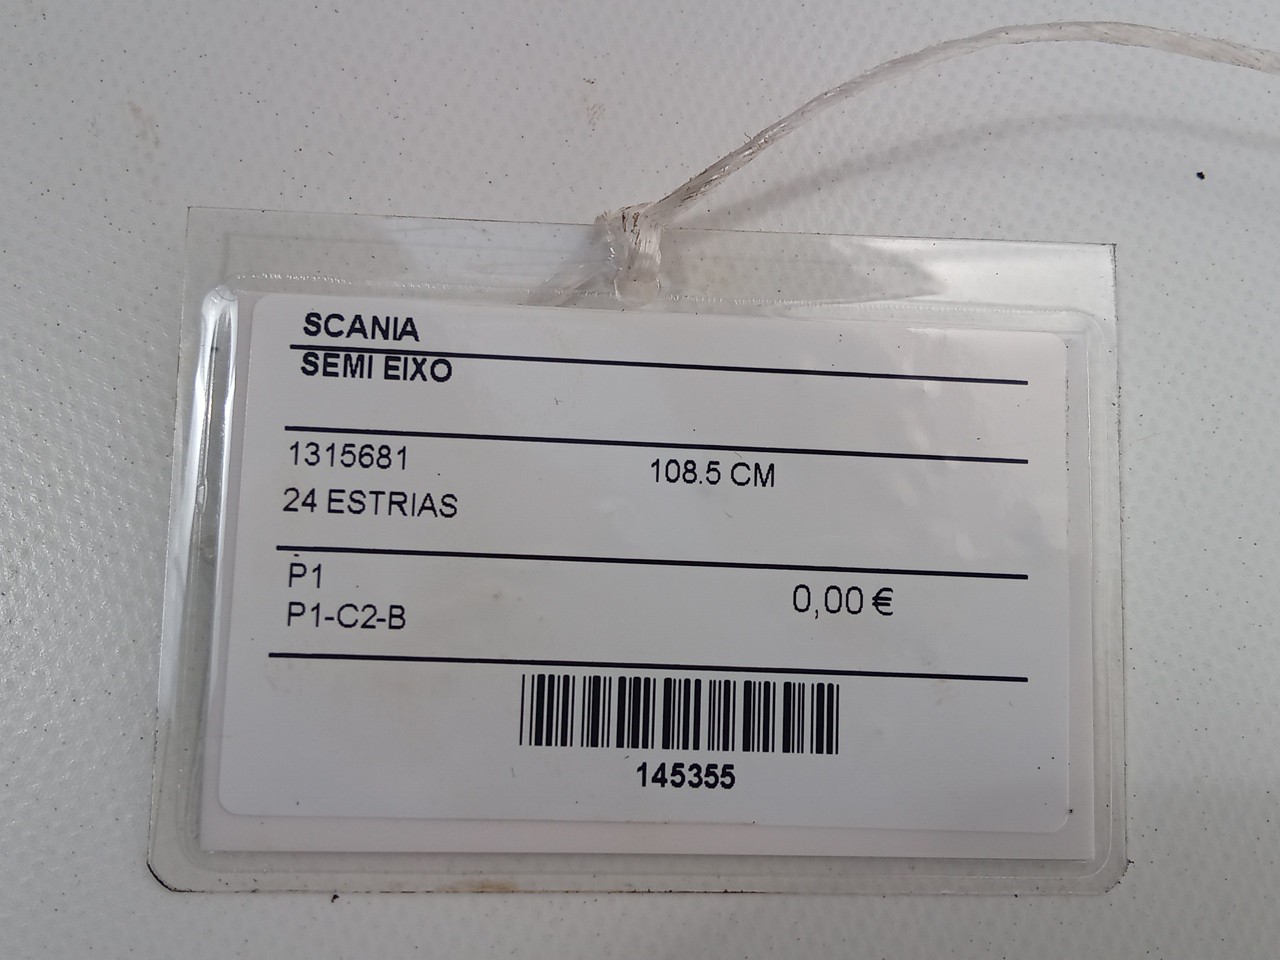 SCANIA
SEMI EIXO
1315681 108.5 CM
24 ESTRIAS
P1
0,00 €
P1-C2-B
145355